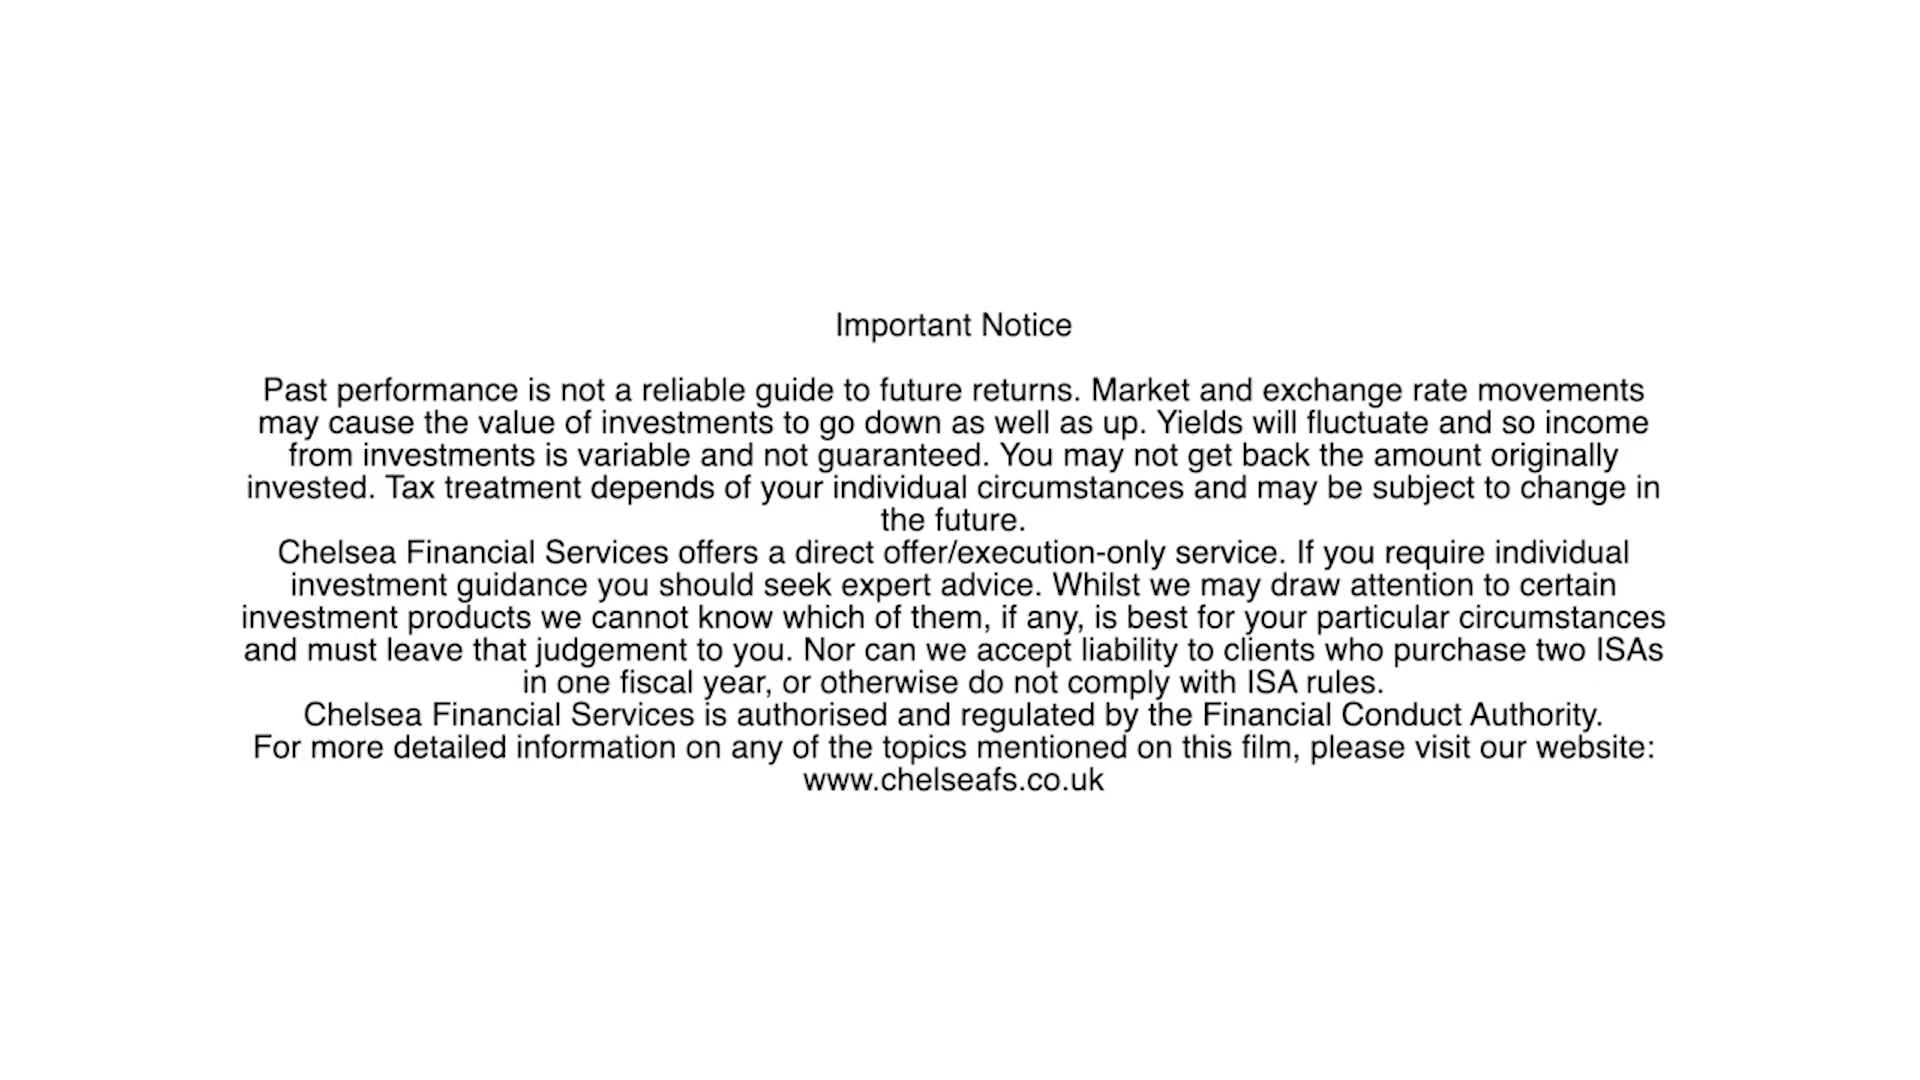 Important Notice
Past performance is not a reliable guide to future returns. Market and exchange rate movements
may cause the value of investments to go down as well as up. Yields will fluctuate and so income
from investments is variable and not guaranteed. You may not get back the amount originally
invested. Tax treatment depends of your individual circumstances and may be subject to change in
the future.
Chelsea Financial Services offers a direct offer/execution-only service. If you require individual
investment guidance you should seek expert advice. Whilst we may draw attention to certain
investment products we cannot know which of them, if any, is best for your particular circumstances
and must leave that judgement to you. Nor can we accept liability to clients who purchase two ISAs
in one fiscal year, or otherwise do not comply with ISA rules.
Chelsea Financial Services is authorised and regulated by the Financial Conduct Authority.
For more detailed information on any of the topics mentioned on this film, please visit our website:
www.chelseafs.co.uk